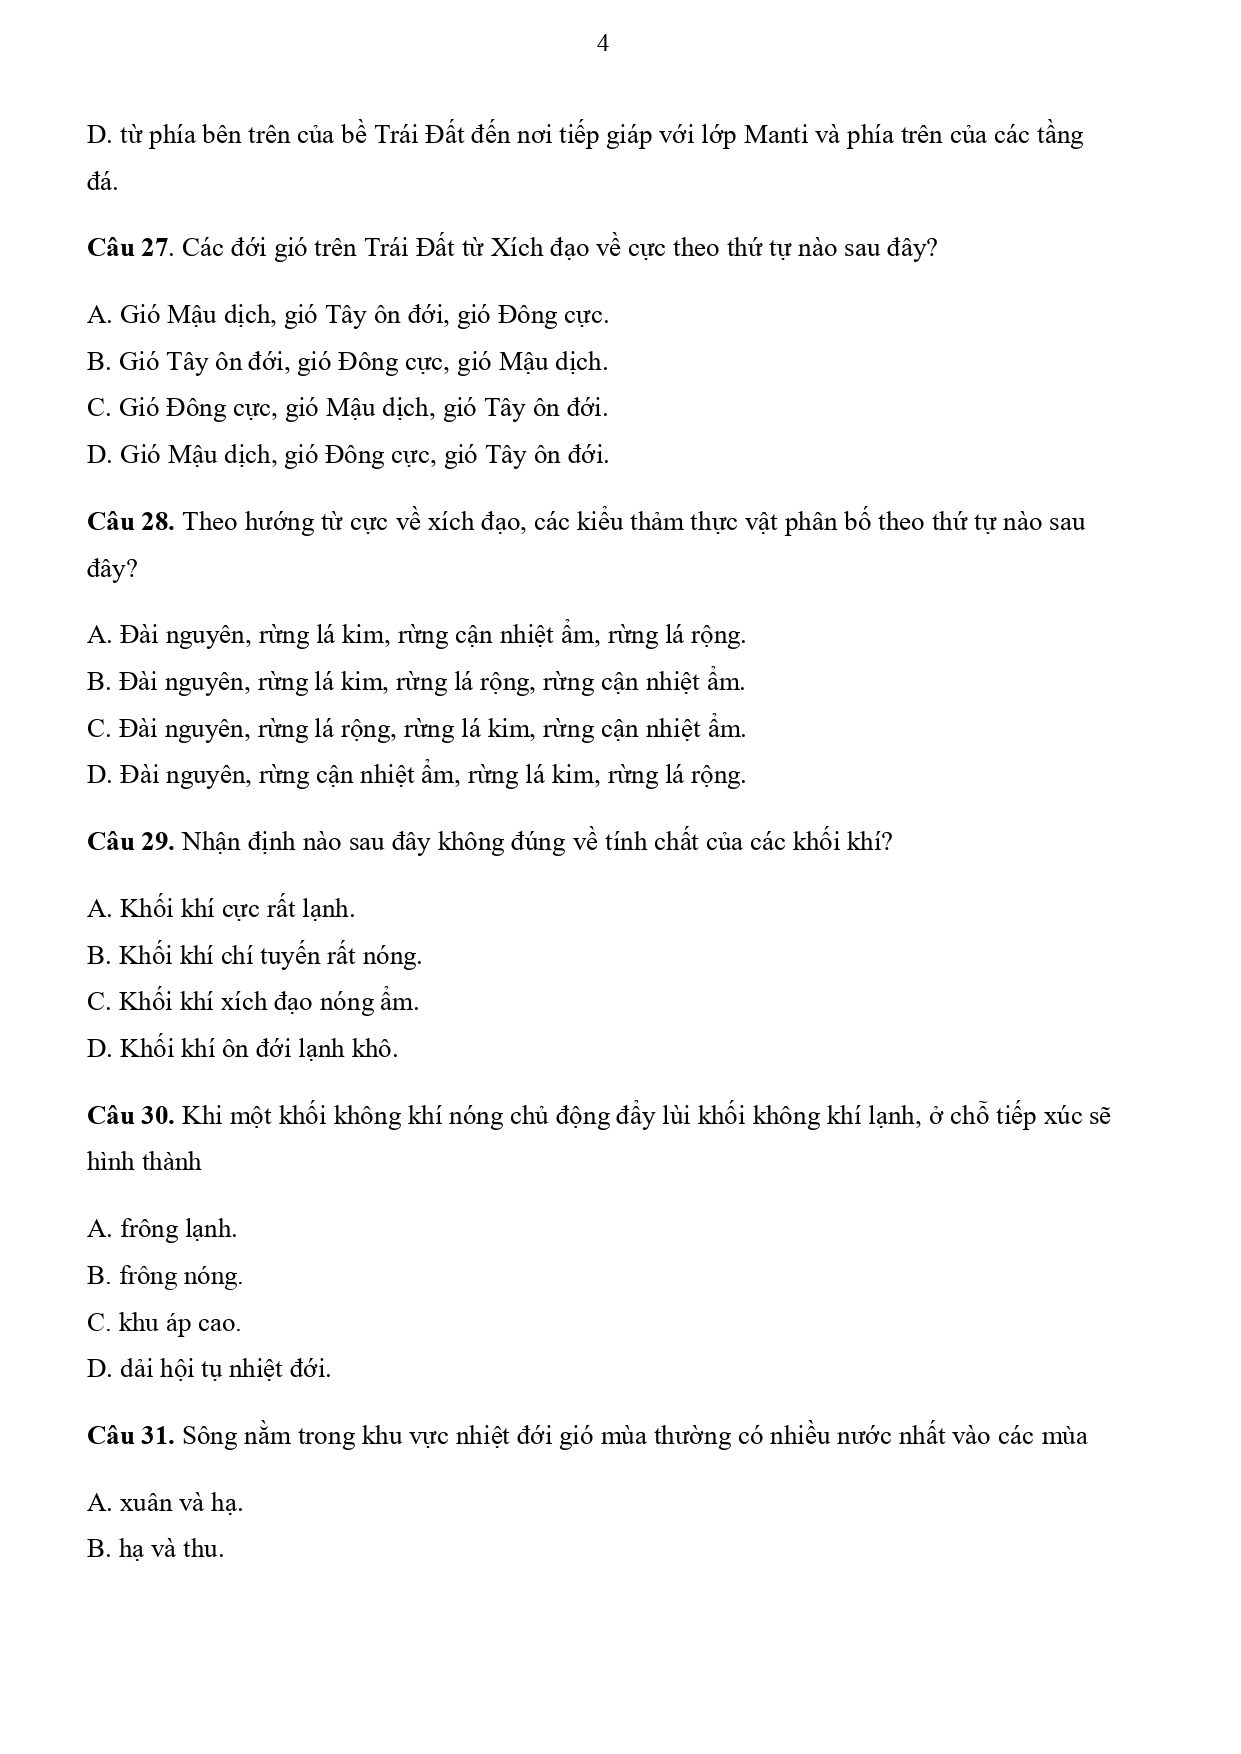 4
D. từ phía bên trên của bề Trái Đất đến nơi tiếp giáp với lớp Manti và phía trên của các tầng
đá.
Câu 27. Các đới gió trên Trái Đất từ Xích đạo về cực theo thứ tự nào sau đây?
A. Gió Mậu dịch, gió Tây ôn đới, gió Đông cực.
B. Gió Tây ôn đới, gió Đông cực, gió Mậu dịch.
C. Gió Đông cực, gió Mậu dịch, gió Tây ôn đới.
D. Gió Mậu dịch, gió Đông cực, gió Tây ôn đới.
Câu 28. Theo hướng từ cực về xích đạo, các kiểu thảm thực vật phân bố theo thứ tự nào sau
đây?
A. Đài nguyên, rừng lá kim, rừng cận nhiệt ẩm, rừng lá rộng.
B. Đài nguyên, rừng lá kim, rừng lá rộng, rừng cận nhiệt ẩm.
C. Đài nguyên, rừng lá rộng, rừng lá kim, rừng cận nhiệt ẩm.
D. Đài nguyên, rừng cận nhiệt ẩm, rừng lá kim, rừng lá rộng.
Câu 29. Nhận định nào sau đây không đúng về tính chất của các khối khí?
A. Khối khí cực rất lạnh.
B. Khối khí chí tuyến rất nóng.
C. Khối khí xích đạo nóng ẩm.
D. Khối khí ôn đới lạnh khô.
Câu 30. Khi một khối không khí nóng chủ động đẩy lùi khối không khí lạnh, ở chỗ tiếp xúc sẽ
hình thành
A. frông lạnh.
B. frông nóng.
C. khu áp cao.
D. dải hội tụ nhiệt đới.
Câu 31. Sông nằm trong khu vực nhiệt đới gió mùa thường có nhiều nước nhất vào các mùa
A. xuân và hạ.
B. hạ và thu.